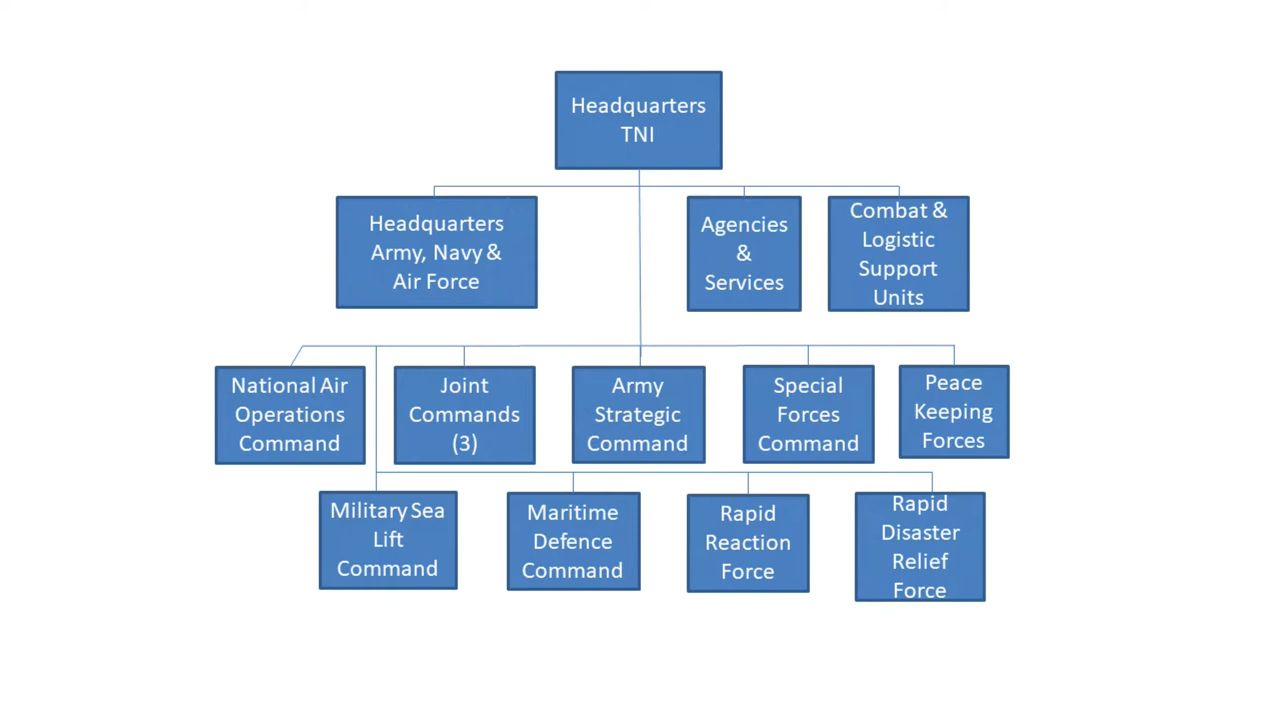 Headquarters
TNI
Headquarters
Army, Navy &
Air Force
Agencies
&
Services
Combat &
Logistic
Support
Units
National Air
Operations
Command
Joint
Commands
(3)
Army
Strategic
Command
Special
Forces
Command
Peace
Keeping
Forces
Military Sea
Lift
Command
Maritime
Defence
Command
Rapid
Reaction
Force
Rapid
Disaster
Relief
Force